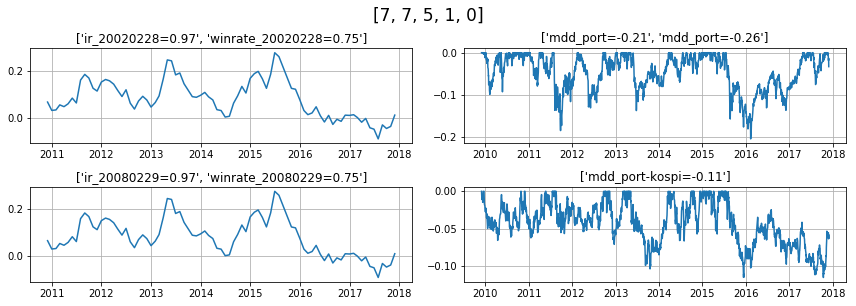 [7, 7, 5, 1, 0]
['ir_20020228=0.97', 'winrate_20020228=0.75']
0.2
0.0
2011 2012 2013 2014 2015 2016 2017 2018
['mdd_port=-0.21', 'mdd_port=-0.26']
0.0
−0.1
−0.2
2010 2011 2012 2013 2014 2015 2016 2017 2018
['ir_20080229=0.97', 'winrate_20080229=0.75']
0.2
0.0
2011 2012 2013 2014 2015 2016 2017 2018
['mdd_port-kospi=-0.11']
0.00
−0.05
−0.10
2010 2011 2012 2013 2014 2015 2016 2017 2018